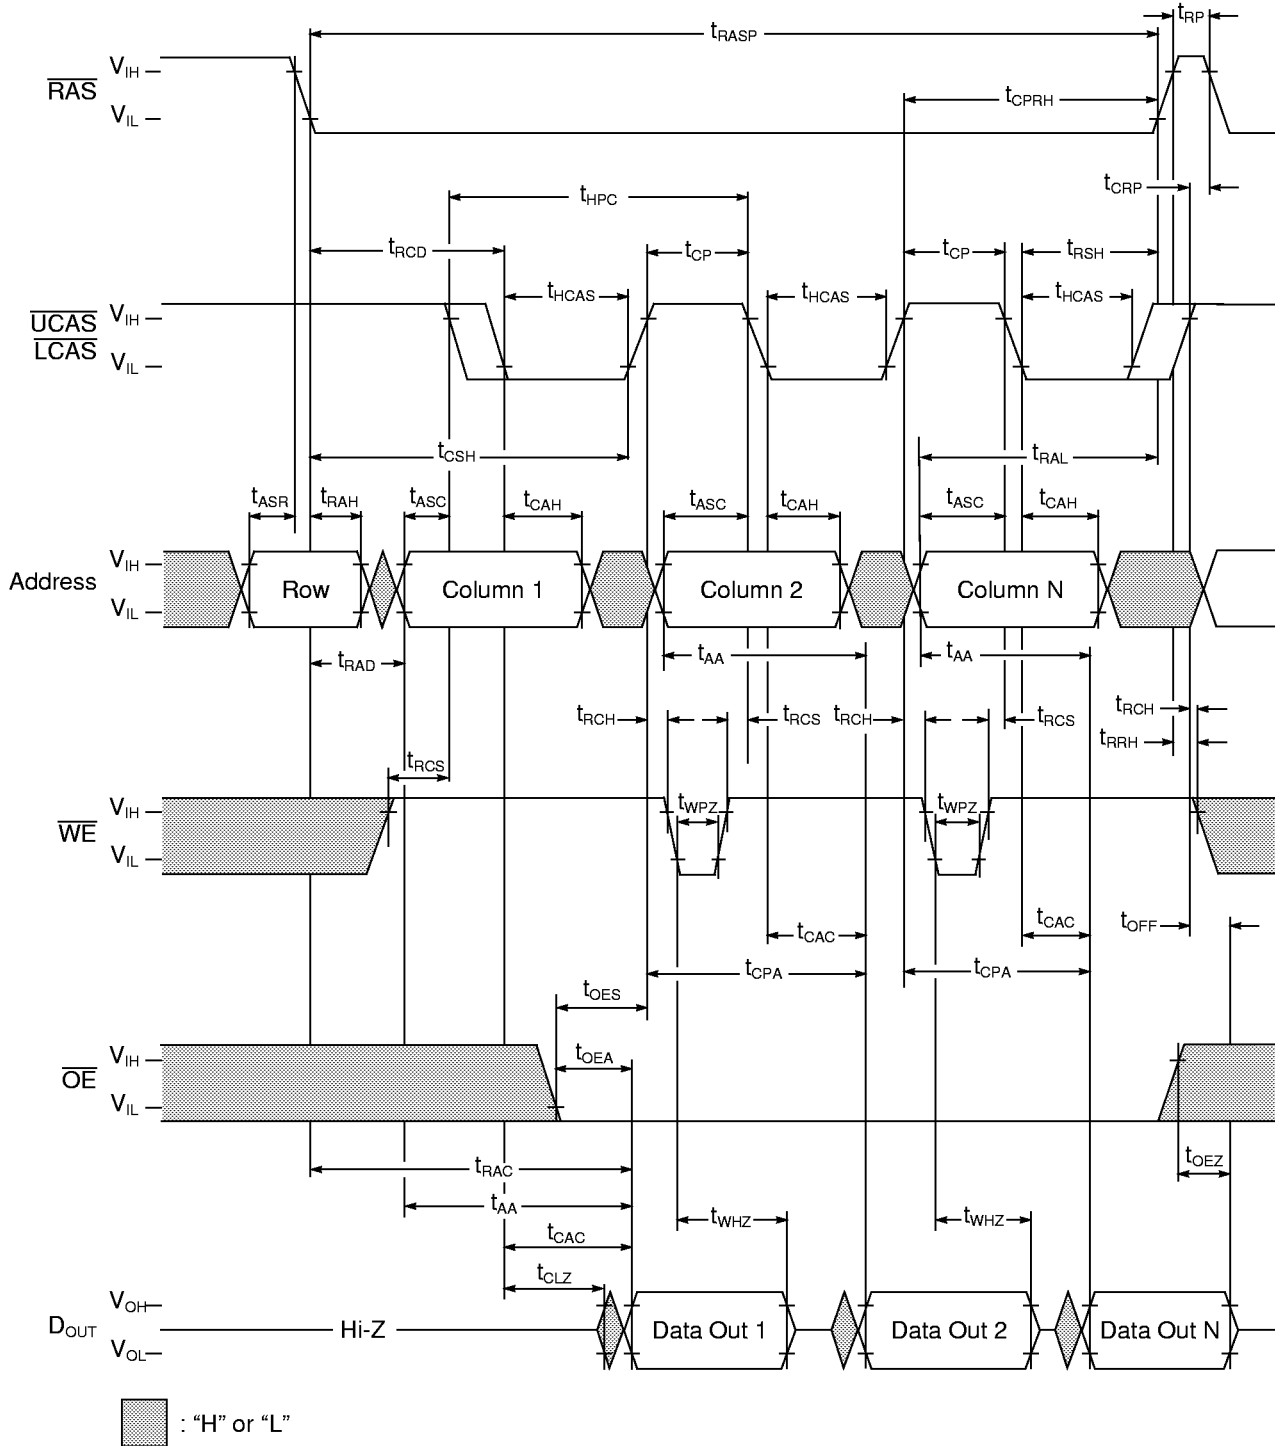 tRP
tRASP
RAS
VIH
VIL
tCPRH
tCRP
tHPC
tRCD
tCP
tCP
tRSH
tHCAS
tHCAS
tHCAS
UCAS
LCAS
VIH
VIL
tCSH
tRAL
tASR
tRAH
tASC
tCAH
tASC
tCAH
tASC
tCAH
Address
VIH
VIL
Row
Column 1
Column 2
Column N
tRAD
tAA
tAA
tRCH
tRCS
tRCH
tRCS
tRCH
tRRH
tRCS
WE
VIH
VIL
tWPZ
tWPZ
tCAC
tCAC
tOFF
tCPA
tCPA
tOES
OE
VIH
VIL
tOEA
tRAC
tOEZ
tAA
tWHZ
tWHZ
tCAC
tCLZ
DOUT
VOH
VOL
Hi-Z
Data Out 1
Data Out 2
Data Out N
: “H” or “L”